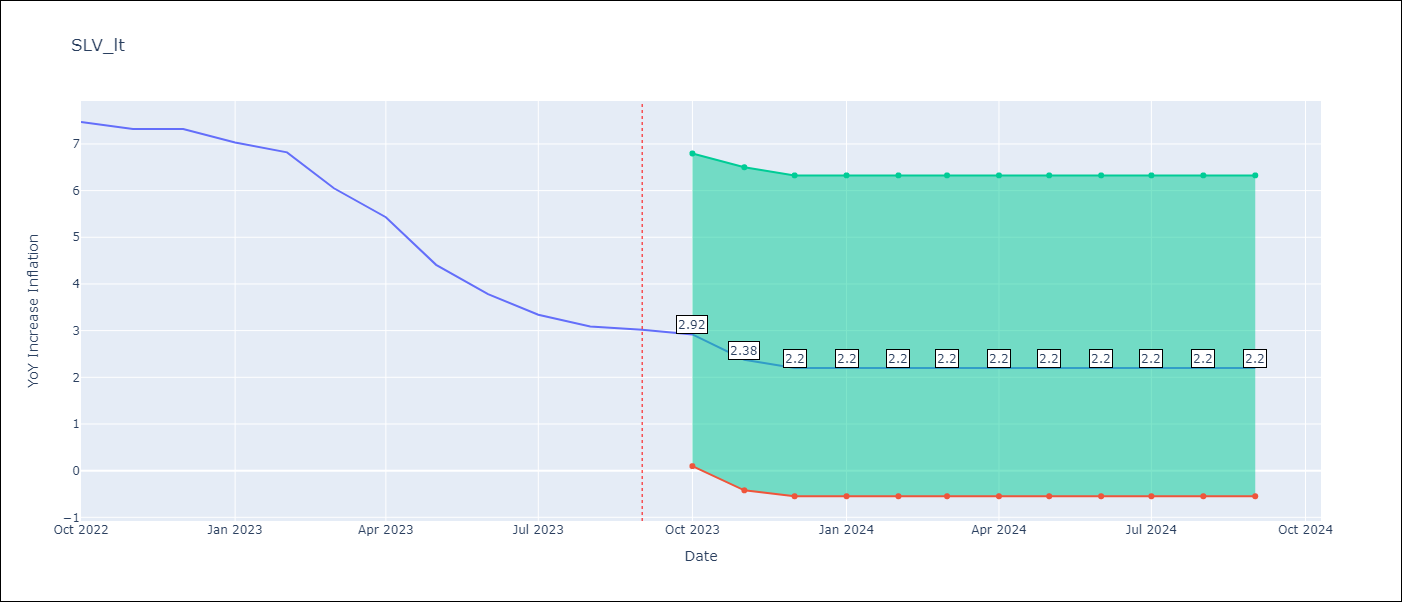 SLV_lt
YoY Increase Inflation
7
6
5
4
3
2
1
0
−1
2.92
2.38
2.2
2.2
2.2
2.2
2.2
2.2
2.2
2.2
2.2
2.2
Oct 2022
Jan 2023
Apr 2023
Jul 2023
Oct 2023
Jan 2024
Apr 2024
Jul 2024
Oct 2024
Date